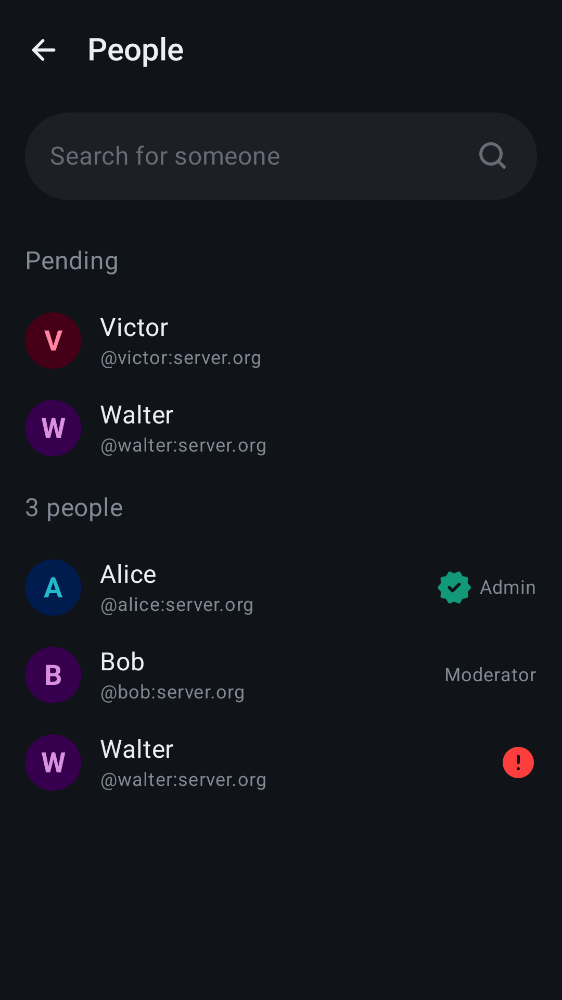 People
Search for someone
Pending
V
Victor
@victor:server.org
W
Walter
@walter:server.org
3 people
A
Alice
@alice:server.org
Admin
B
Bob
@bob:server.org
Moderator
W
Walter
@walter:server.org
!